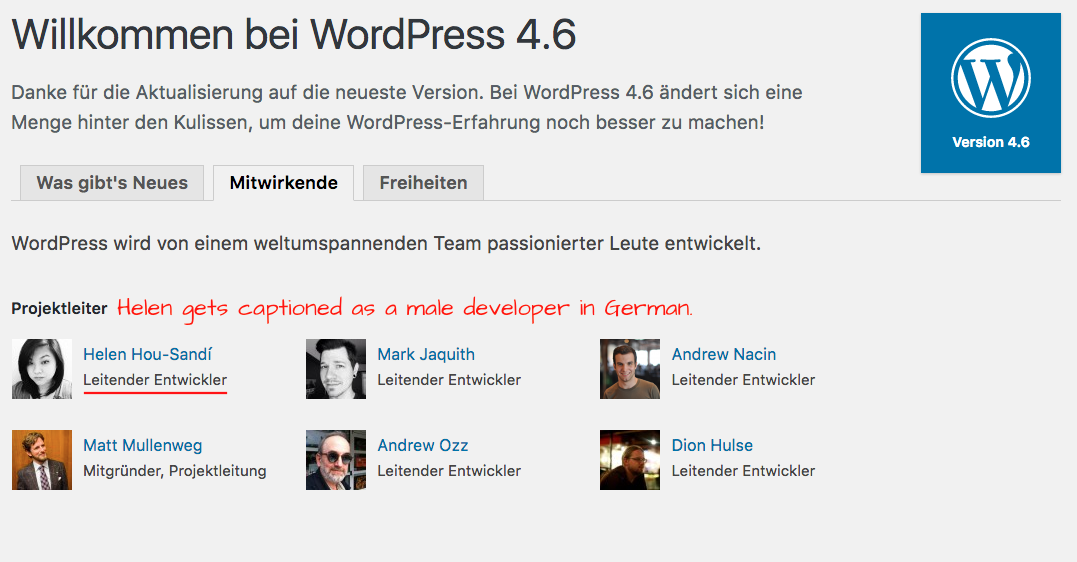 Willkommen bei WordPress 4.6
Danke für die Aktualisierung auf die neueste Version. Bei WordPress 4.6 ändert sich eine
Menge hinter den Kulissen, um deine WordPress-Erfahrung noch besser zu machen!
Version 4.6
Was gibt's Neues Mitwirkende Freiheiten
WordPress wird von einem weltumspannenden Team passionierter Leute entwickelt.
Projektleiter Helen gets captioned as a male developer in German.
Helen Hou-Sandí Mark Jaquith Andrew Nacin
Leitender Entwickler Leitender Entwickler Leitender Entwickler
Matt Mullenweg Andrew Ozz Dion Hulse
Mitgründer, Projektleitung Leitender Entwickler Leitender Entwickler